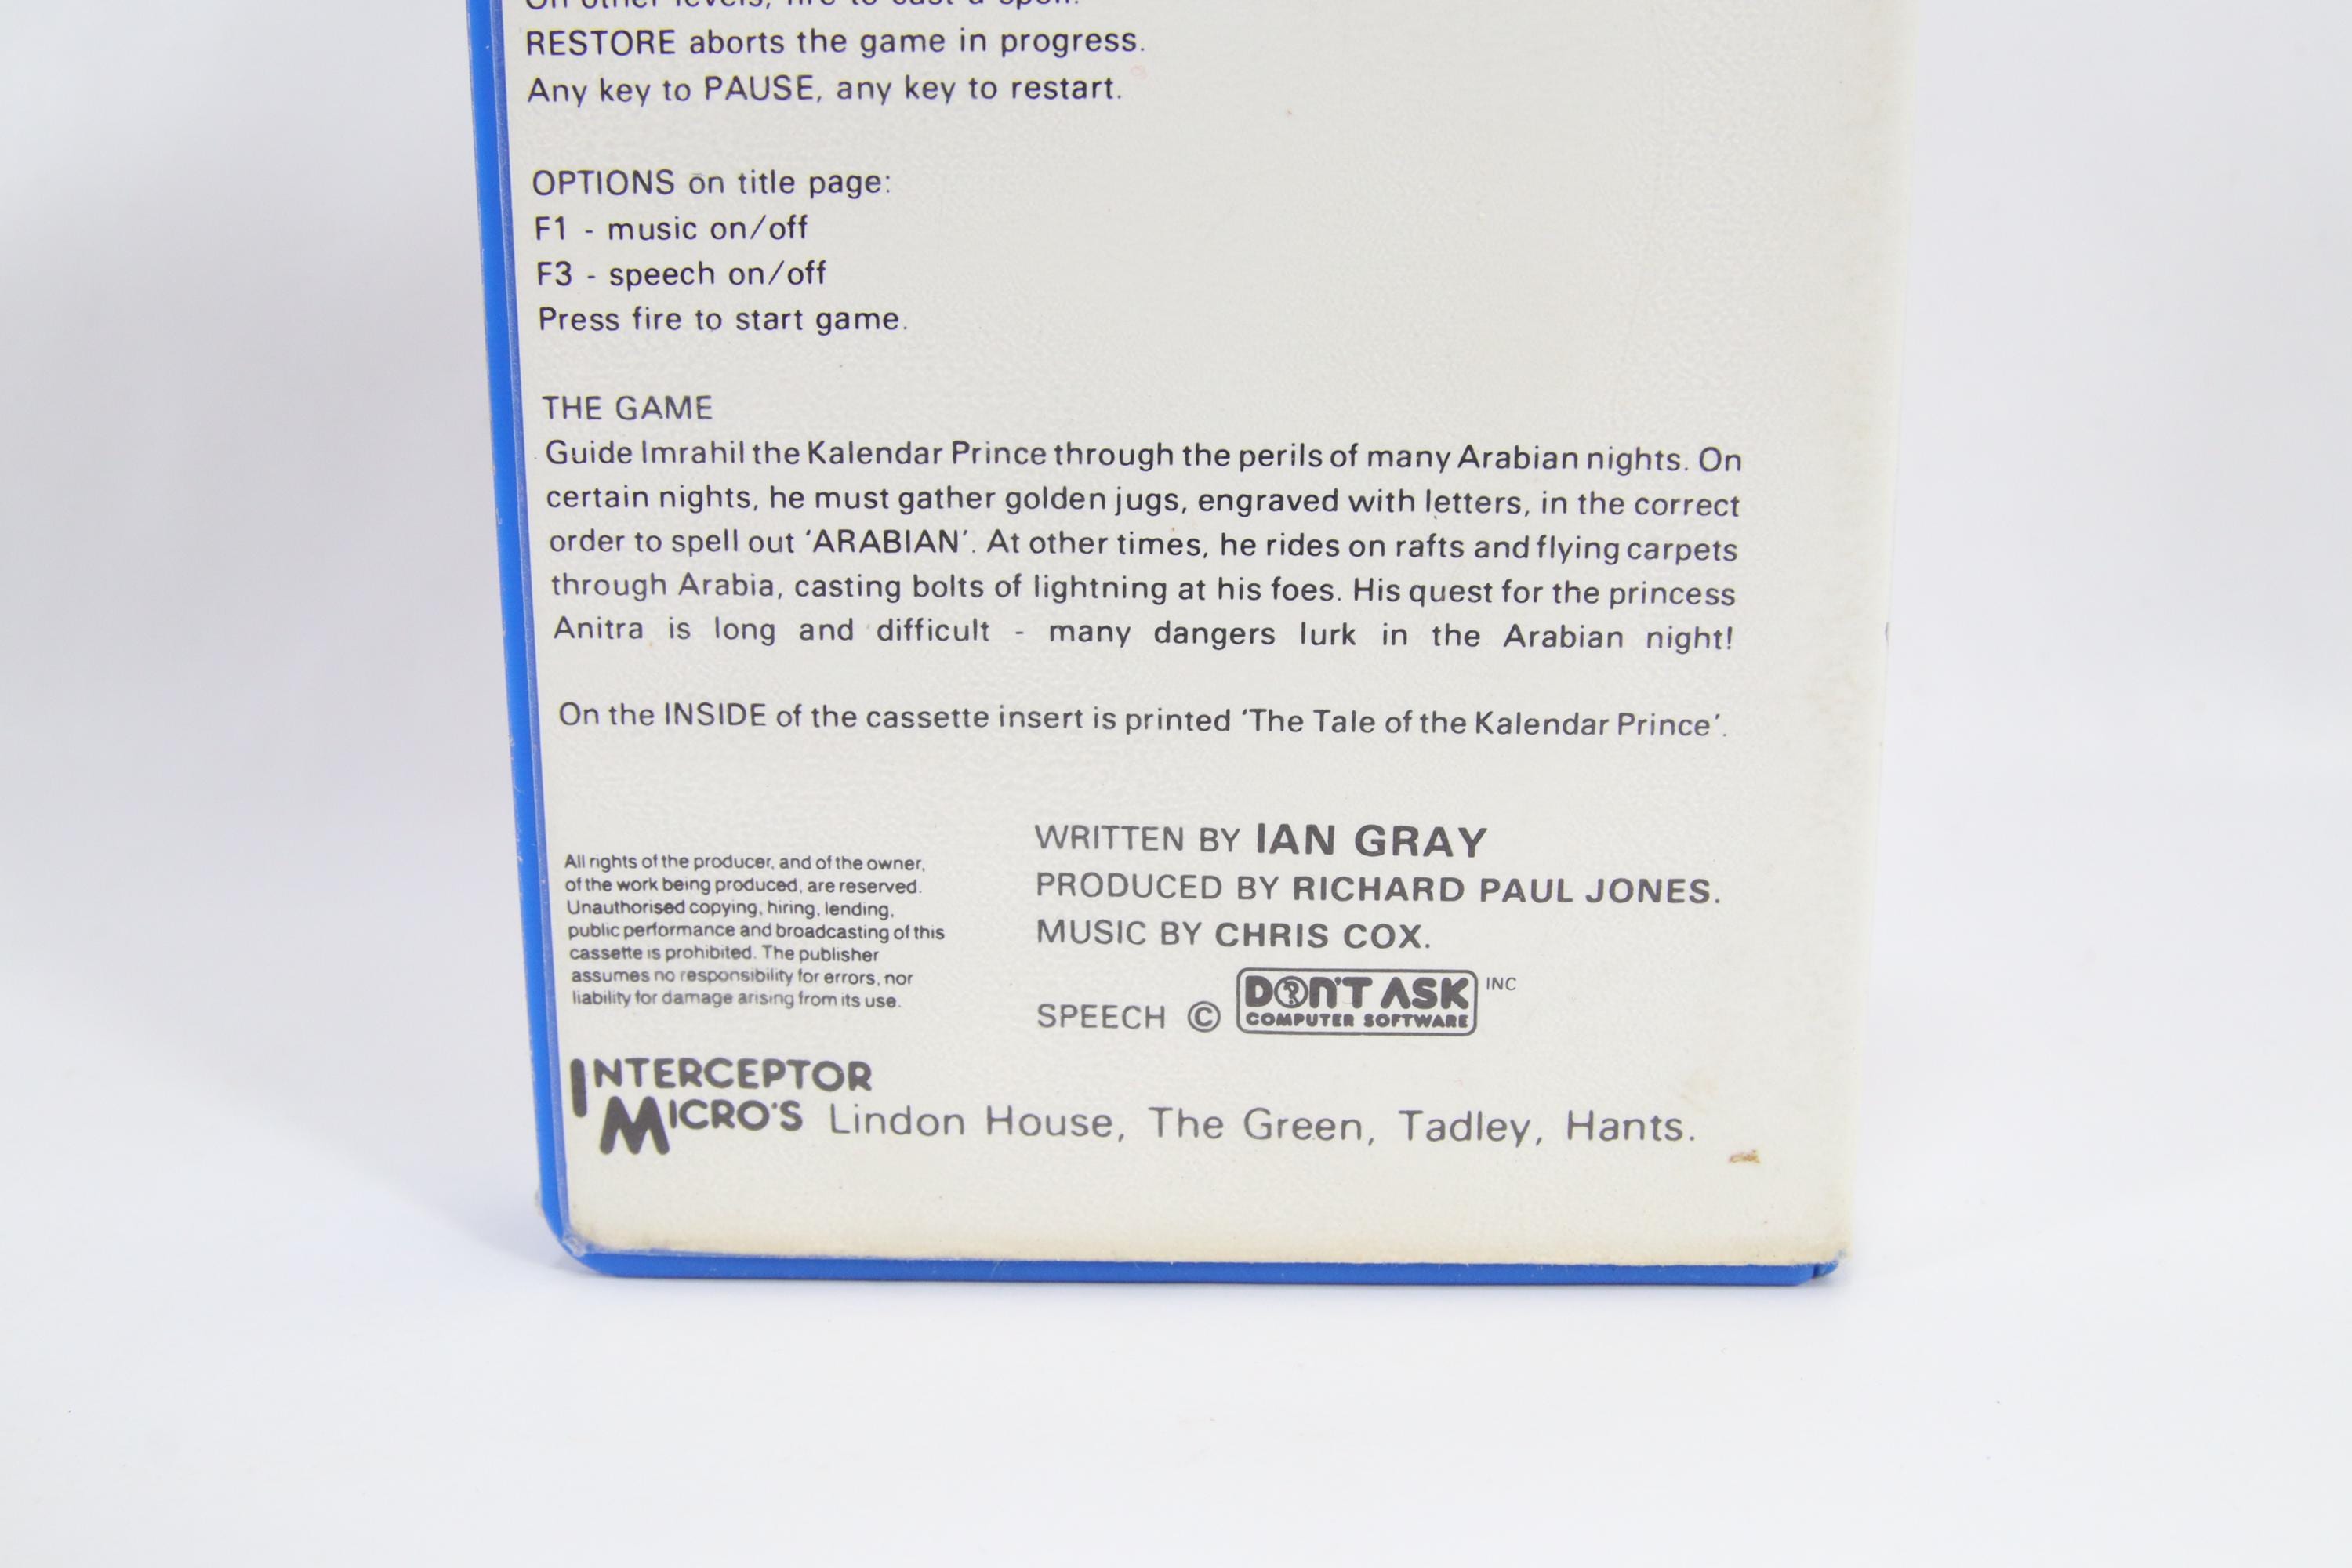 On other levels, fire to cast a spell.
RESTORE aborts the game in progress.
Any key to PAUSE, any key to restart.
OPTIONS on title page:
F1 - music on/off
F3 - speech on/off
Press fire to start game.
THE GAME
Guide Imrahil the Kalendar Prince through the perils of many Arabian nights. On
certain nights, he must gather golden jugs, engraved with letters, in the correct
order to spell out 'ARABIAN'. At other times, he rides on rafts and flying carpets
through Arabia, casting bolts of lightning at his foes. His quest for the princess
Anitra is long and difficult - many dangers lurk in the Arabian night!
On the INSIDE of the cassette insert is printed 'The Tale of the Kalendar Prince'.
All rights of the producer, and of the owner,
of the work being produced, are reserved.
Unauthorised copying, hiring, lending,
public performance and broadcasting of this
cassette is prohibited. The publisher
assumes no responsibility for errors, nor
liability for damage arising from its use.
WRITTEN BY IAN GRAY
PRODUCED BY RICHARD PAUL JONES.
MUSIC BY CHRIS COX.
SPEECH © DON'T ASK INC
COMPUTER SOFTWARE
INTERCEPTOR
MICRO'S Lindon House, The Green, Tadley, Hants.